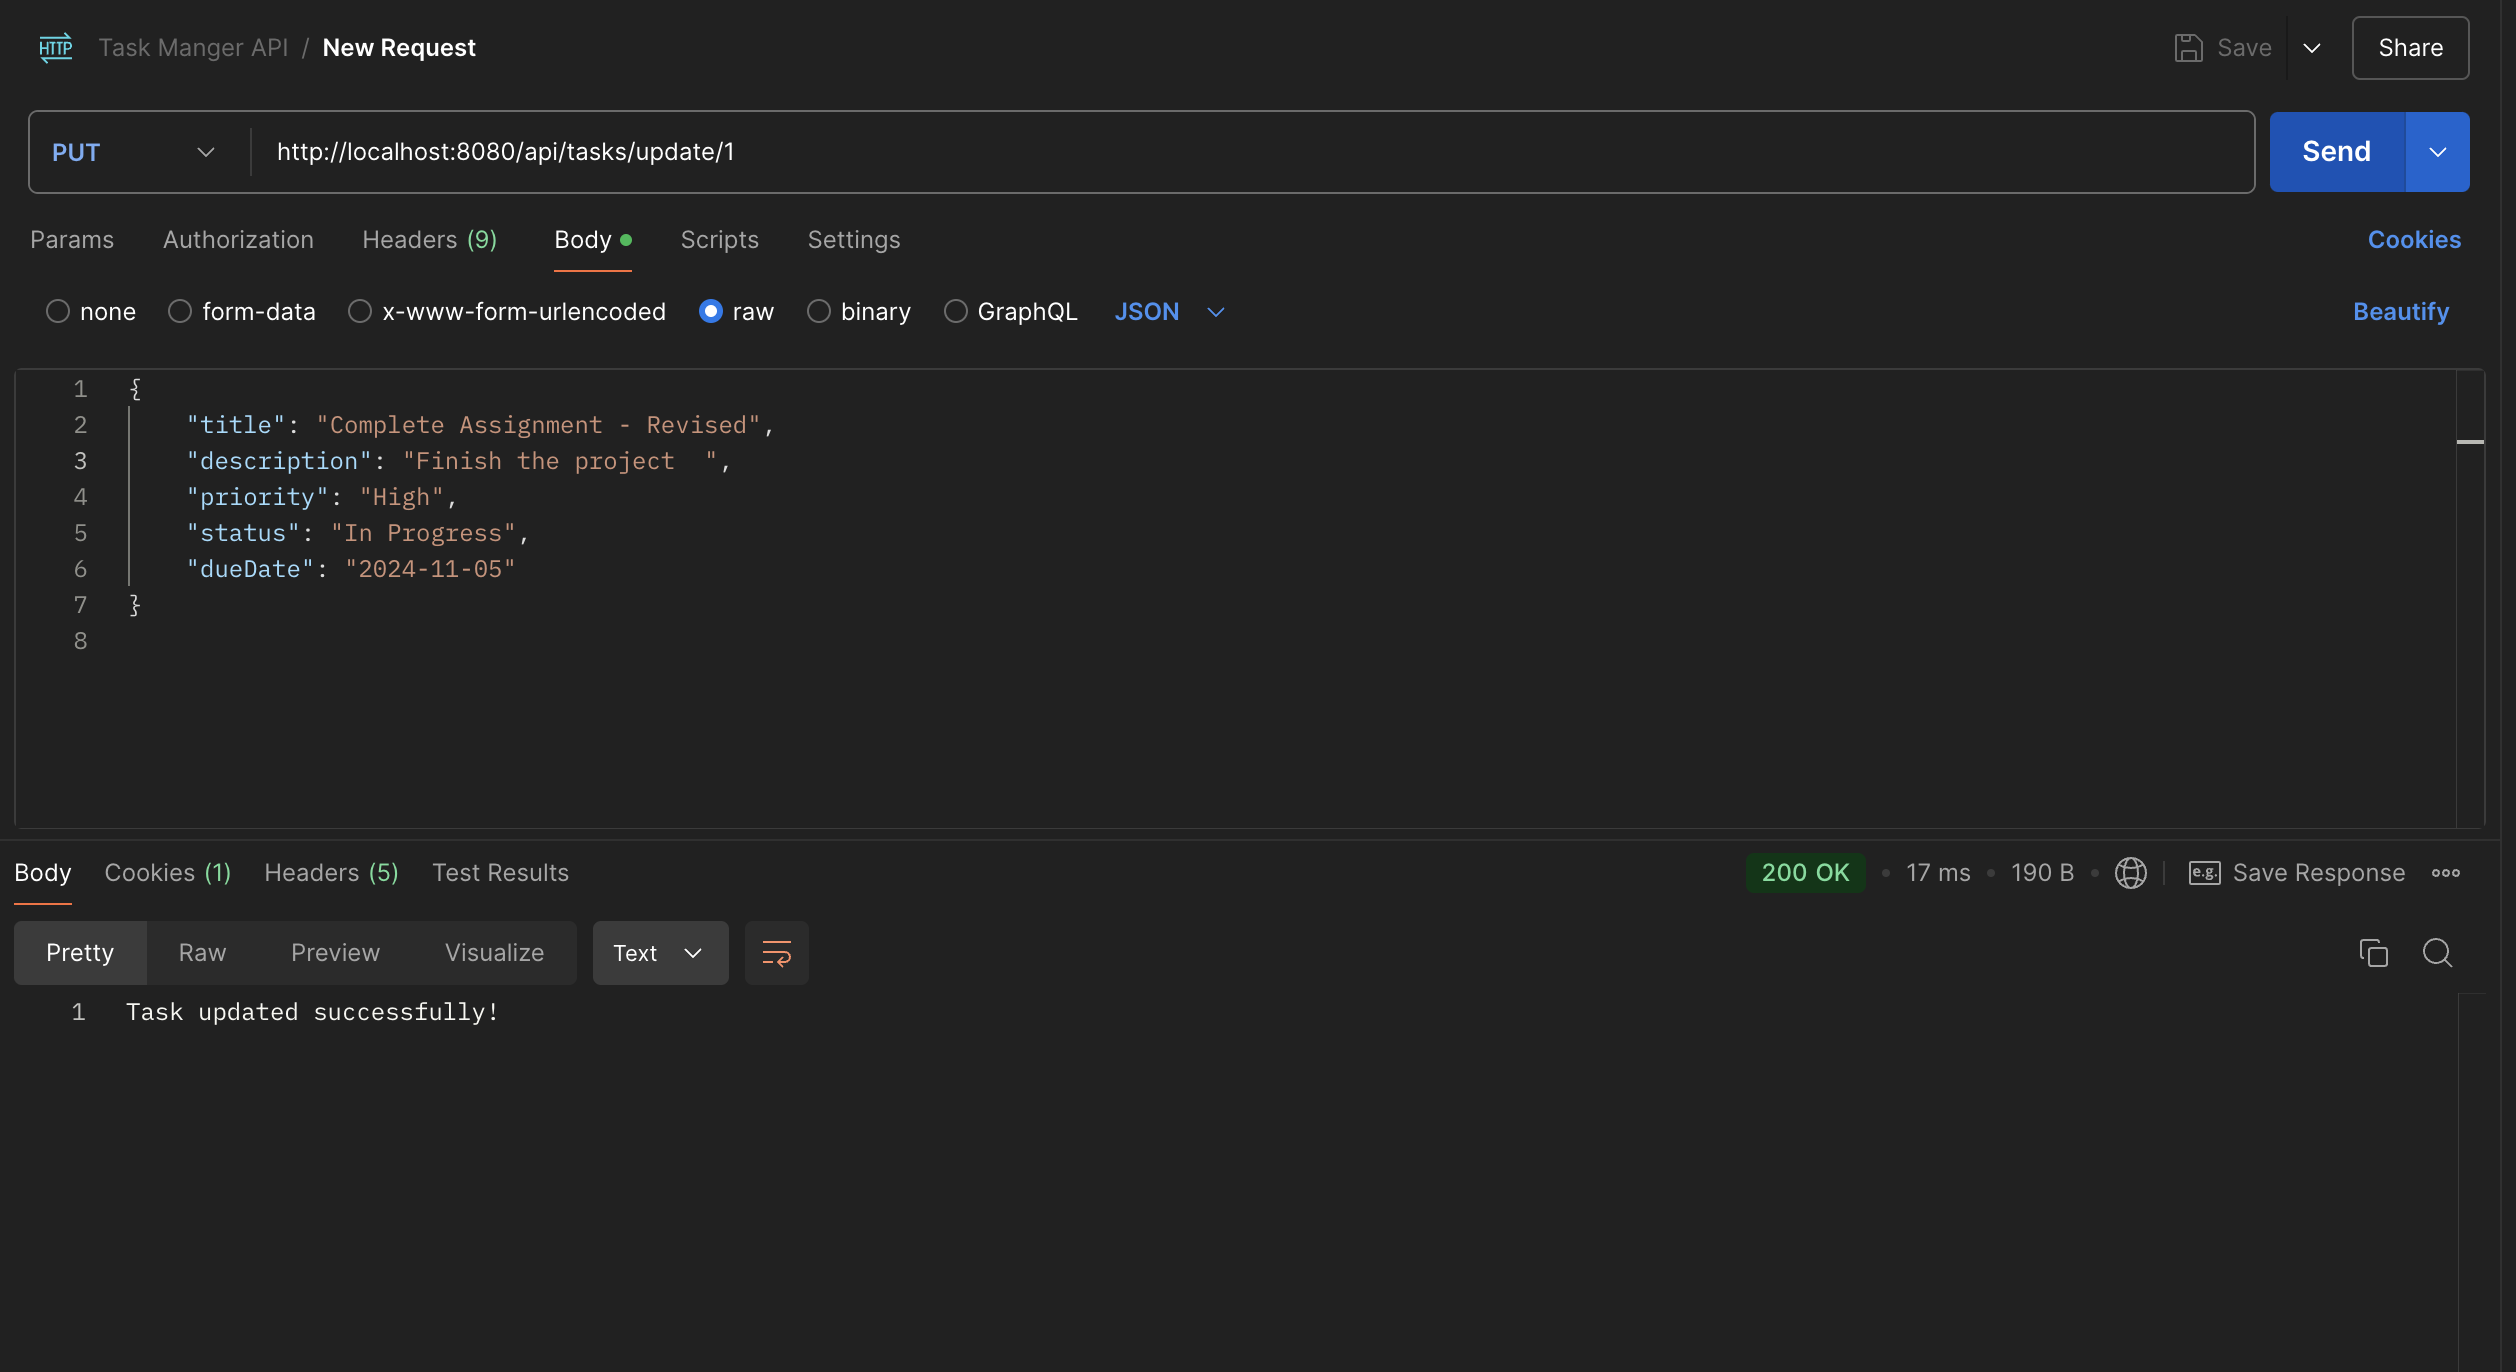 HTTP Task Manger API / New Request Save Share
PUT http://localhost:8080/api/tasks/update/1 Send
Params Authorization Headers (9) Body Scripts Settings Cookies
none form-data x-www-form-urlencoded raw binary GraphQL JSON Beautify
1 {
2 "title": "Complete Assignment - Revised",
3 "description": "Finish the project  ",
4 "priority": "High",
5 "status": "In Progress",
6 "dueDate": "2024-11-05"
7 }
8
Body Cookies (1) Headers (5) Test Results 200 OK • 17 ms • 190 B • e.g. Save Response
Pretty Raw Preview Visualize Text
1 Task updated successfully!